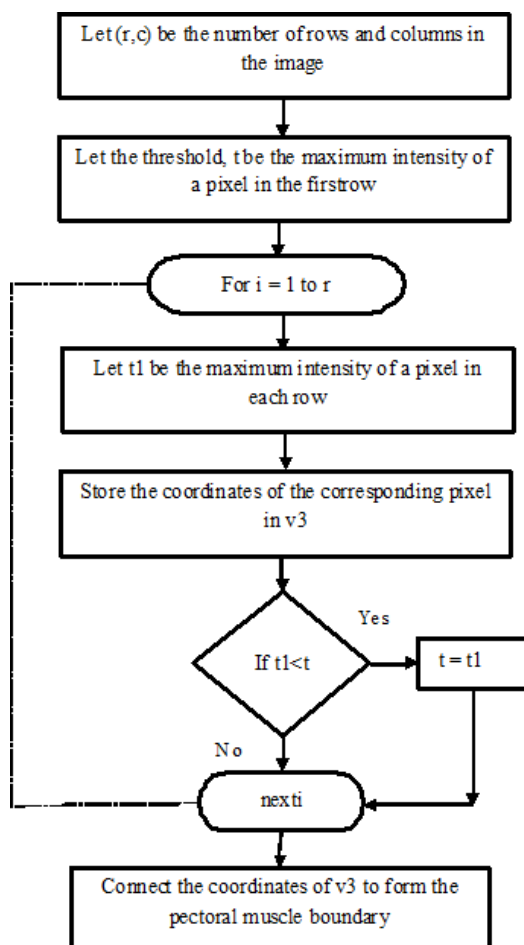 Let (r,c) be the number of rows and columns in
the image
Let the threshold, t be the maximum intensity of
a pixel in the firstrow
For i = 1 to r
Let t1 be the maximum intensity of a pixel in
each row
Store the coordinates of the corresponding pixel
in v3
If t1<t
Yes
t = t1
No
nexti
Connect the coordinates of v3 to form the
pectoral muscle boundary